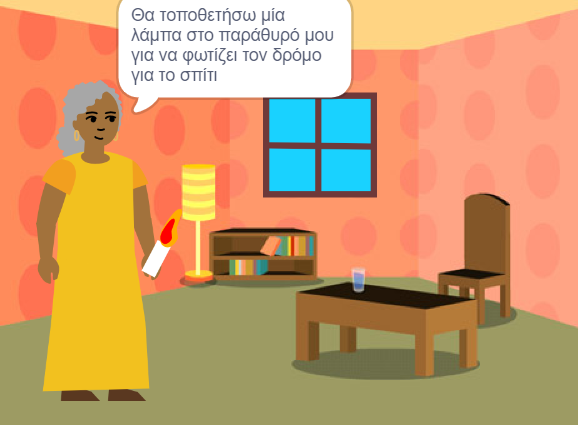 Θα τοποθετήσω μία
λάμπα στο παράθυρό μου
για να φωτίζει τον δρόμο
για το σπίτι